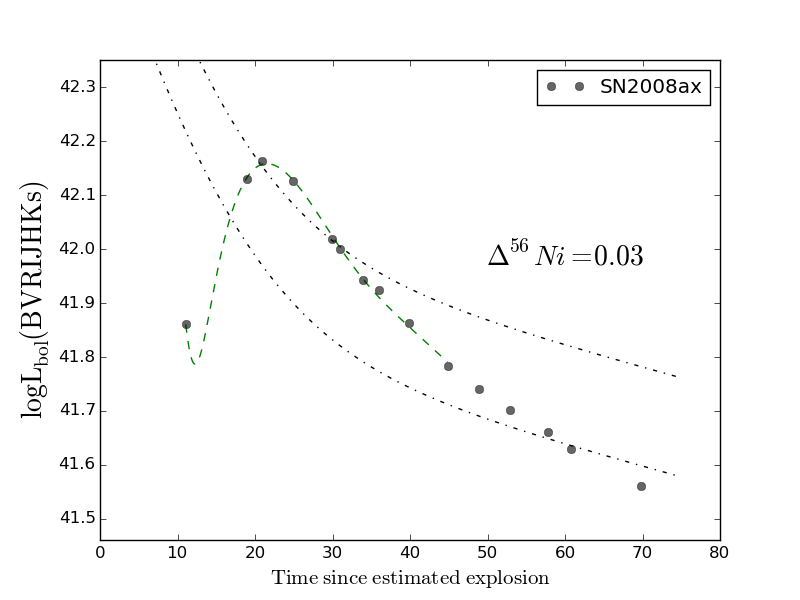 SN2008ax
Δ⁵⁶Ni=0.03
logL_bol(BVRIJHKs)
42.3
42.2
42.1
42.0
41.9
41.8
41.7
41.6
41.5
0 10 20 30 40 50 60 70 80
Time since estimated explosion